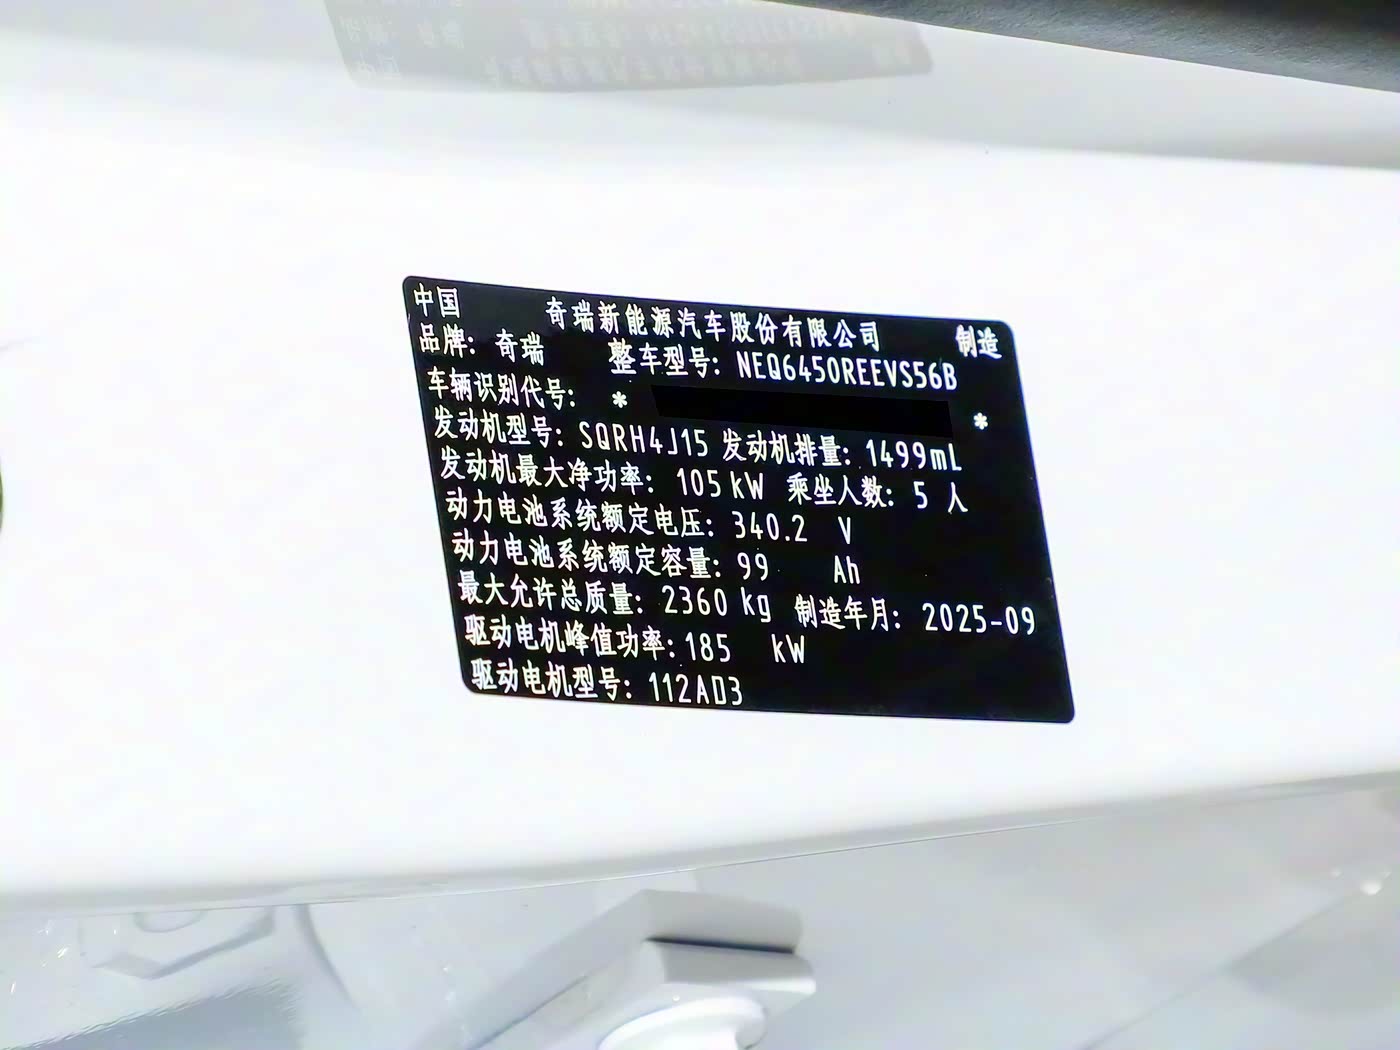 中国 奇瑞新能源汽车股份有限公司 制造
品牌: 奇瑞 整车型号: NEQ6450REEVS56B
车辆识别代号: * *
发动机型号: SQRH4J15 发动机排量: 1499mL
发动机最大净功率: 105 kW 乘坐人数: 5 人
动力电池系统额定电压: 340.2 V
动力电池系统额定容量: 99 Ah
最大允许总质量: 2360 kg 制造年月: 2025-09
驱动电机峰值功率: 185 kW
驱动电机型号: 112AD3